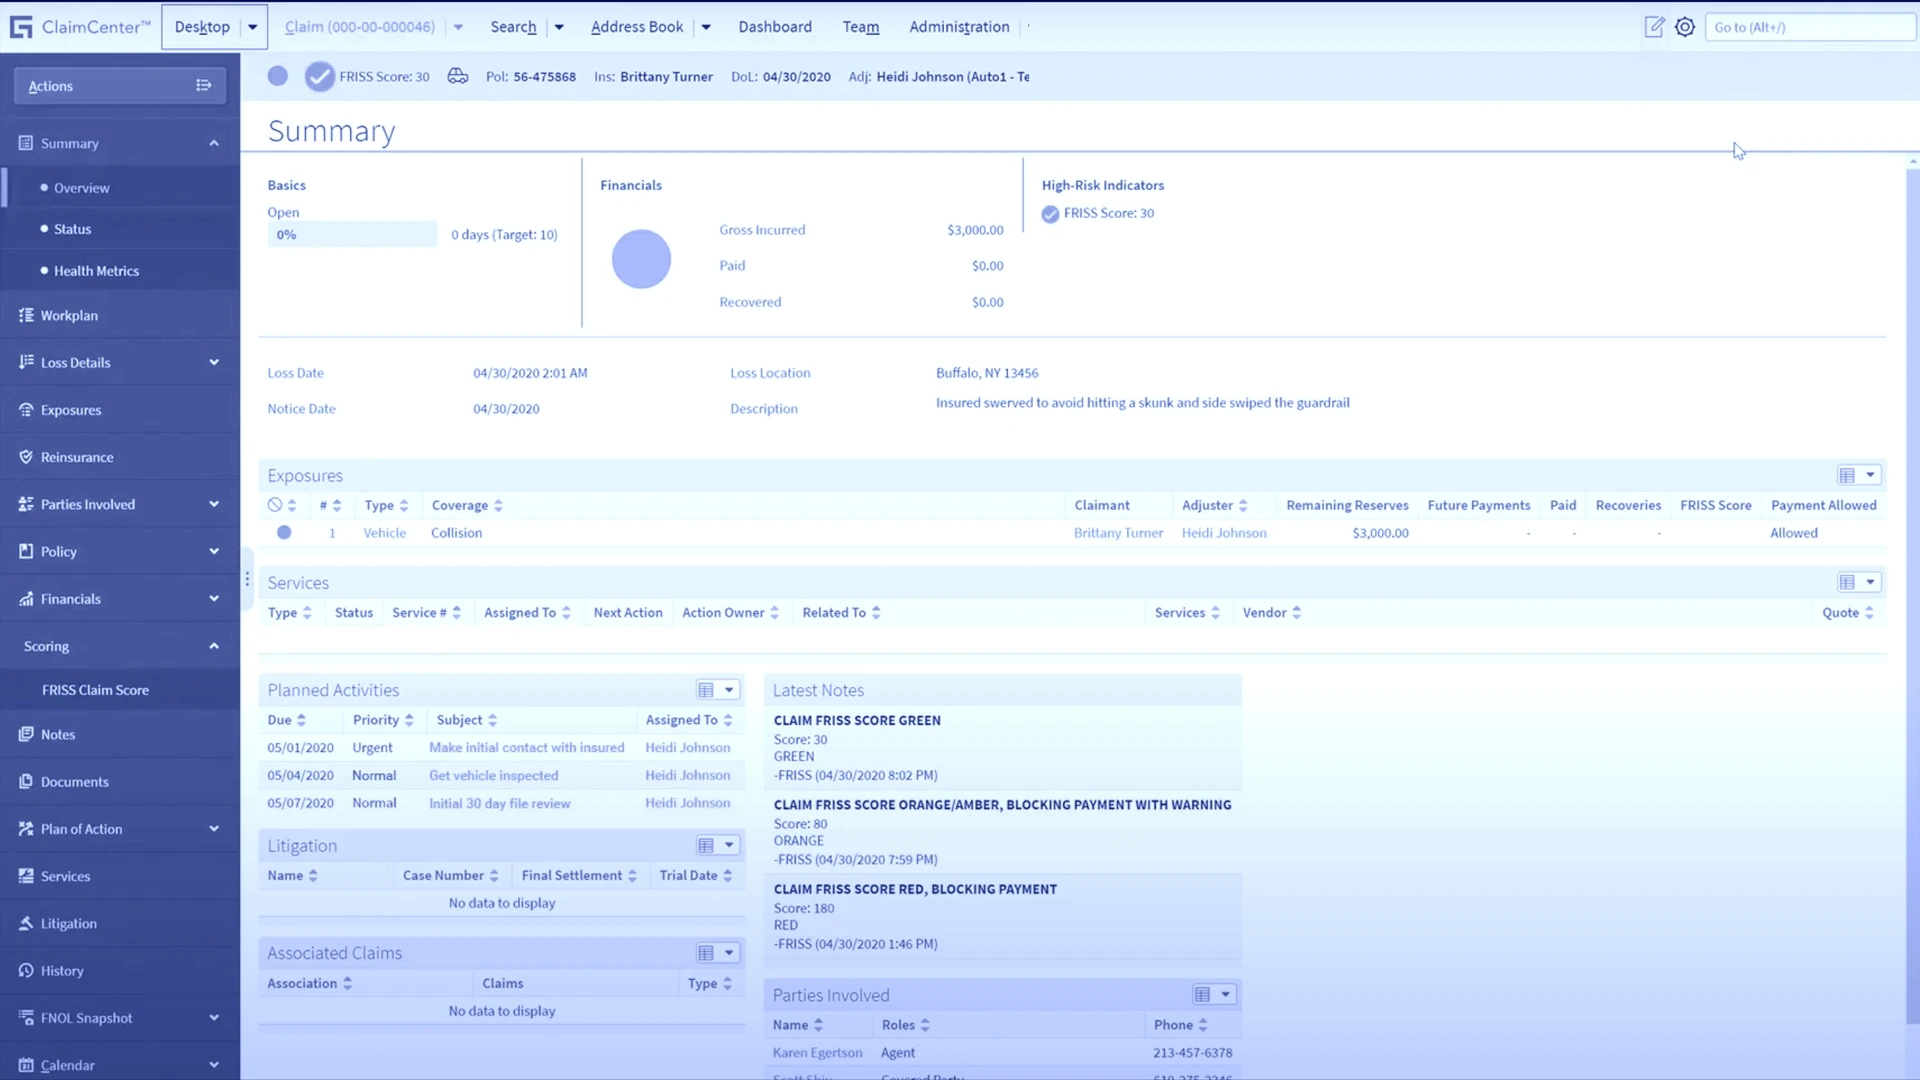 ClaimCenter™ Desktop Claim (000-00-000046) Search Address Book Dashboard Team Administration Go to (Alt+/)
FRISS Score: 30 Pol: 56-475868 Ins: Brittany Turner DoL: 04/30/2020 Adj: Heidi Johnson (Auto1 - Te
Actions
Summary
Overview
Status
Health Metrics
Workplan
Loss Details
Exposures
Reinsurance
Parties Involved
Policy
Financials
Scoring
FRISS Claim Score
Notes
Documents
Plan of Action
Services
Litigation
History
FNOL Snapshot
Calendar
Summary
Basics
Open
0% 0 days (Target: 10)
Financials
Gross Incurred $3,000.00
Paid $0.00
Recovered $0.00
High-Risk Indicators
FRISS Score: 30
Loss Date 04/30/2020 2:01 AM
Notice Date 04/30/2020
Loss Location Buffalo, NY 13456
Description Insured swerved to avoid hitting a skunk and side swiped the guardrail
Exposures
# Type Coverage Claimant Adjuster Remaining Reserves Future Payments Paid Recoveries FRISS Score Payment Allowed
1 Vehicle Collision Brittany Turner Heidi Johnson $3,000.00 - - - Allowed
Services
Type Status Service # Assigned To Next Action Action Owner Related To Services Vendor Quote
Planned Activities
Due Priority Subject Assigned To
05/01/2020 Urgent Make initial contact with insured Heidi Johnson
05/04/2020 Normal Get vehicle inspected Heidi Johnson
05/07/2020 Normal Initial 30 day file review Heidi Johnson
Litigation
Name Case Number Final Settlement Trial Date
No data to display
Associated Claims
Association Claims Type
No data to display
Latest Notes
CLAIM FRISS SCORE GREEN
Score: 30
GREEN
-FRISS (04/30/2020 8:02 PM)
CLAIM FRISS SCORE ORANGE/AMBER, BLOCKING PAYMENT WITH WARNING
Score: 80
ORANGE
-FRISS (04/30/2020 7:59 PM)
CLAIM FRISS SCORE RED, BLOCKING PAYMENT
Score: 180
RED
-FRISS (04/30/2020 1:46 PM)
Parties Involved
Name Roles Phone
Karen Egertson Agent 213-457-6378
Covered Party